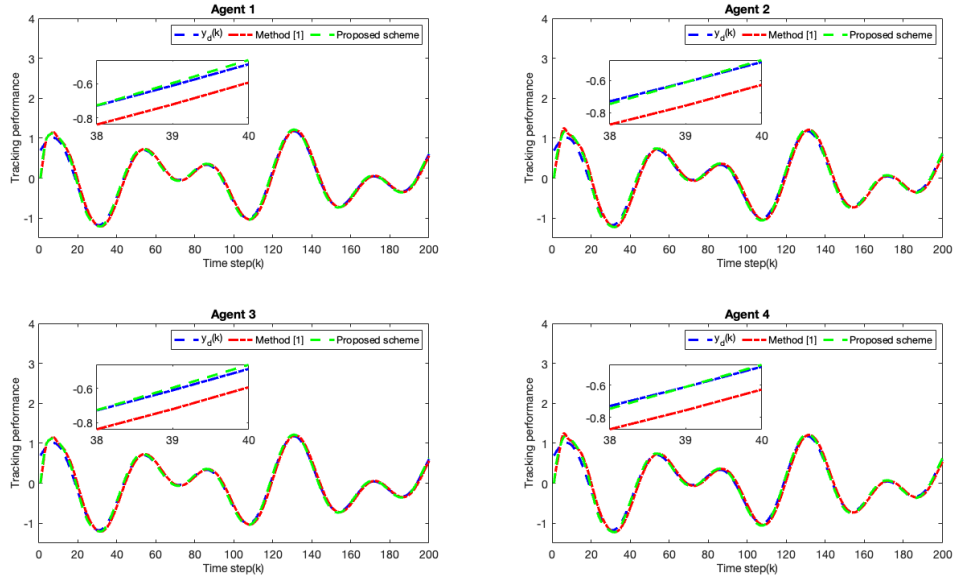 Agent 1
y_d(k) Method [1] Proposed scheme
Tracking performance
4
3
2
1
0
-1
-0.6
-0.8
38 39 40
0 20 40 60 80 100 120 140 160 180 200
Time step(k)
Agent 2
y_d(k) Method [1] Proposed scheme
Tracking performance
4
3
2
1
0
-1
-0.6
-0.8
38 39 40
0 20 40 60 80 100 120 140 160 180 200
Time step(k)
Agent 3
y_d(k) Method [1] Proposed scheme
Tracking performance
4
3
2
1
0
-1
-0.6
-0.8
38 39 40
0 20 40 60 80 100 120 140 160 180 200
Time step(k)
Agent 4
y_d(k) Method [1] Proposed scheme
Tracking performance
4
3
2
1
0
-1
-0.6
-0.8
38 39 40
0 20 40 60 80 100 120 140 160 180 200
Time step(k)